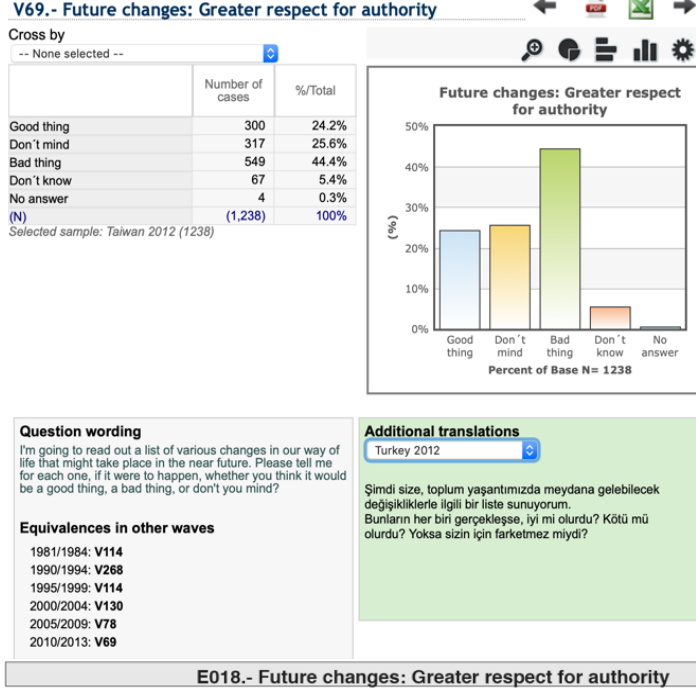 V69.- Future changes: Greater respect for authority
PDF
Cross by
-- None selected --
Number of cases
%/Total
Good thing 300 24.2%
Don´t mind 317 25.6%
Bad thing 549 44.4%
Don´t know 67 5.4%
No answer 4 0.3%
(N) (1,238) 100%
Selected sample: Taiwan 2012 (1238)
Future changes: Greater respect
for authority
50%
40%
30%
20%
10%
0%
(%)
Good thing
Don´t mind
Bad thing
Don´t know
No answer
Percent of Base N= 1238
Question wording
I'm going to read out a list of various changes in our way of
life that might take place in the near future. Please tell me
for each one, if it were to happen, whether you think it would
be a good thing, a bad thing, or don't you mind?
Equivalences in other waves
1981/1984: V114
1990/1994: V268
1995/1999: V114
2000/2004: V130
2005/2009: V78
2010/2013: V69
Additional translations
Turkey 2012
Şimdi size, toplum yaşantımızda meydana gelebilecek
değişikliklerle ilgili bir liste sunuyorum.
Bunların her biri gerçekleşse, iyi mi olurdu? Kötü mü
olurdu? Yoksa sizin için farketmez miydi?
E018.- Future changes: Greater respect for authority